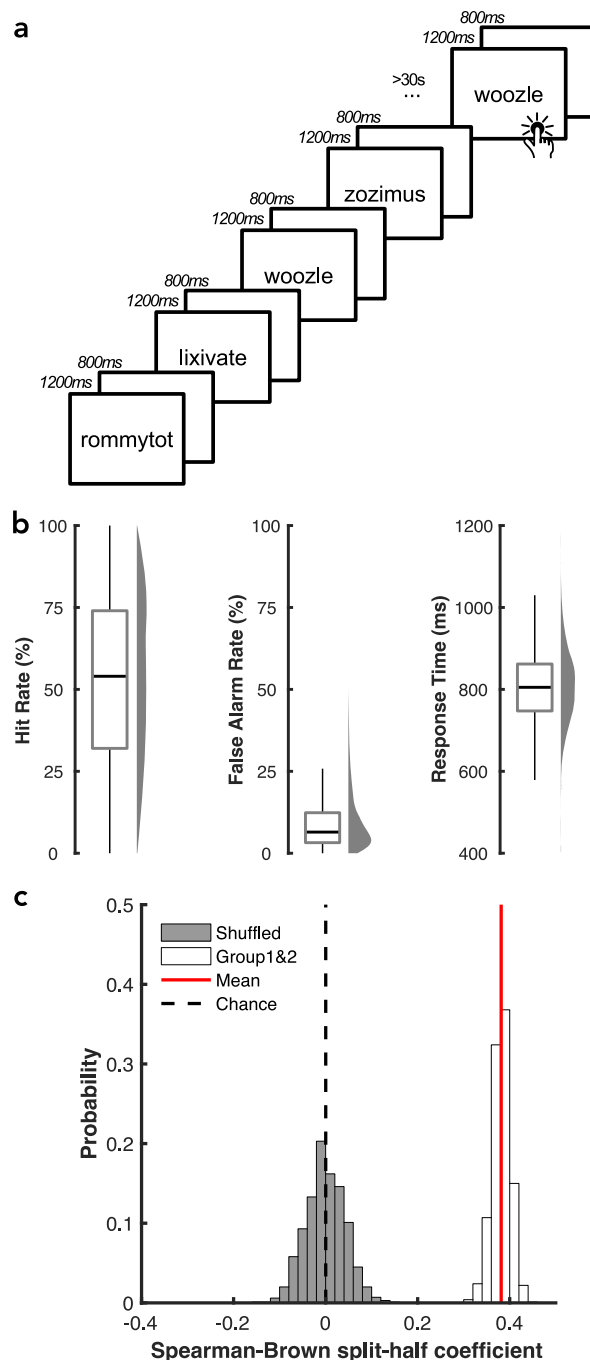 a
800ms
1200ms
woozle
>30s
...
800ms
1200ms
zozimus
800ms
1200ms
woozle
800ms
1200ms
lixivate
800ms
1200ms
rommytot
b
100
75
50
25
0
Hit Rate (%)
100
75
50
25
0
False Alarm Rate (%)
1200
1000
800
600
400
Response Time (ms)
c
0.5
0.4
0.3
0.2
0.1
0
Probability
Shuffled
Group1&2
Mean
Chance
-0.4
-0.2
0
0.2
0.4
Spearman-Brown split-half coefficient